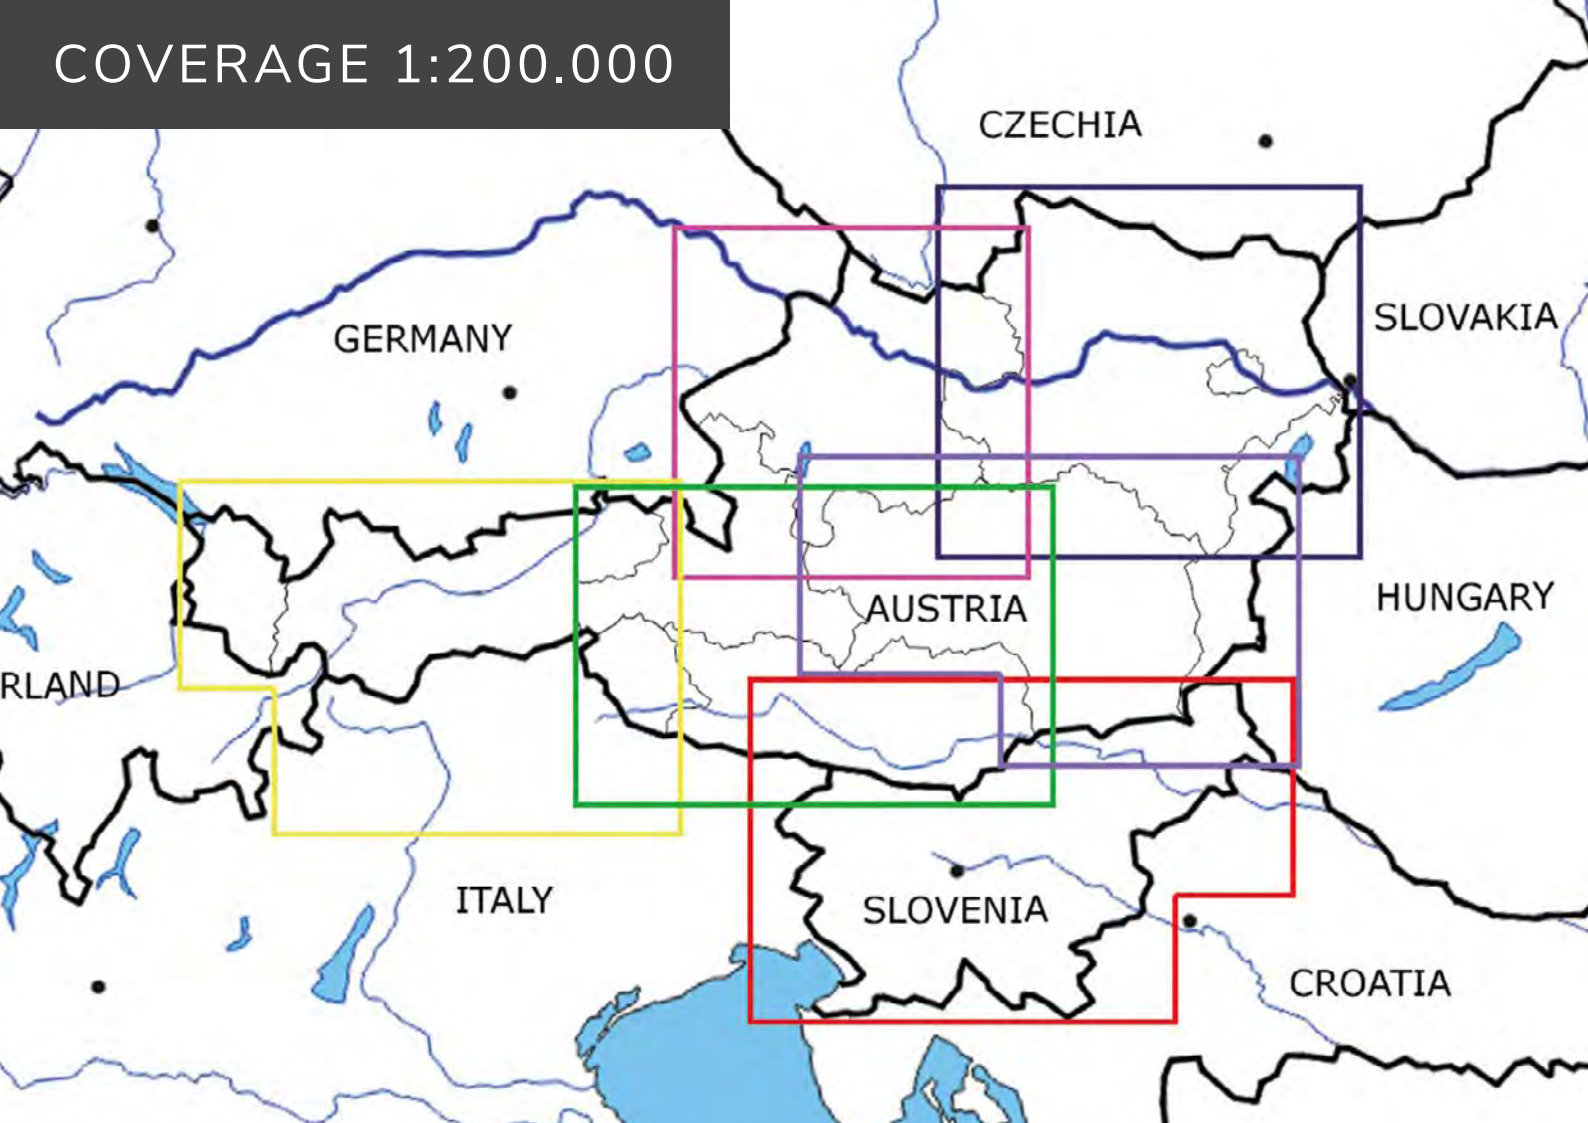 COVERAGE 1:200.000
CZECHIA
SLOVAKIA
GERMANY
HUNGARY
AUSTRIA
RLAND
ITALY
SLOVENIA
CROATIA